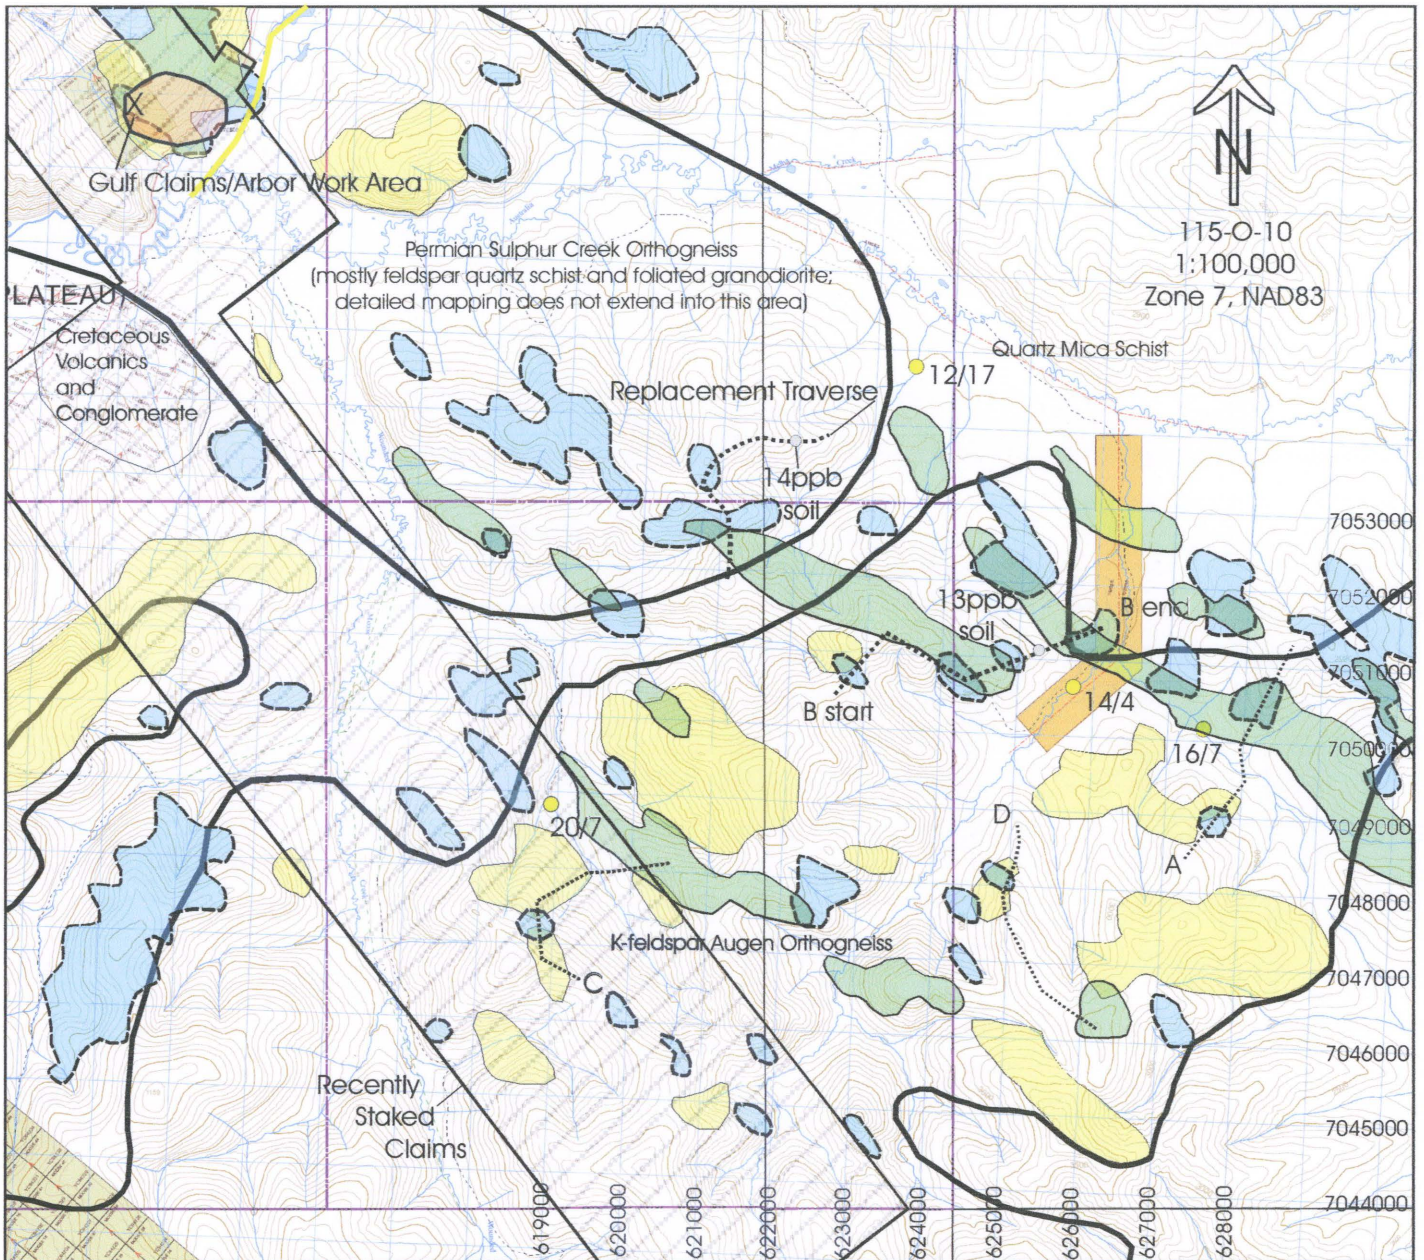 Gulf Claims/Arbor Work Area
N
115-O-10
1:100,000
Zone 7, NAD83
Permian Sulphur Creek Orthogneiss
(mostly feldspar quartz schist and foliated granodiorite;
detailed mapping does not extend into this area)
PLATEAU)
Cretaceous
Volcanics
and
Conglomerate
Quartz Mica Schist
12/17
Replacement Traverse
14ppb
soil
7053000
13ppb
soil
B end
7052000
7051000
B start
14/4
16/7
7050000
20/7
D
7049000
A
7048000
K-feldspar Augen Orthogneiss
C
7047000
7046000
Recently
Staked
Claims
7045000
7044000
619000
620000
621000
622000
623000
624000
625000
626000
627000
628000